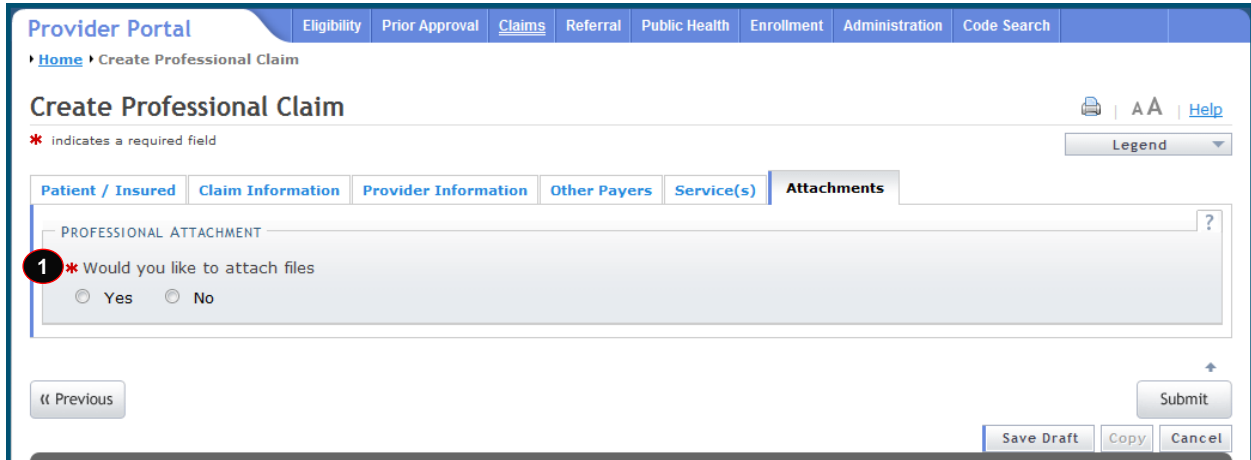 Provider Portal
Eligibility Prior Approval Claims Referral Public Health Enrollment Administration Code Search
Home Create Professional Claim
Create Professional Claim
A A Help
* indicates a required field
Legend
Patient / Insured Claim Information Provider Information Other Payers Service(s) Attachments
?
PROFESSIONAL ATTACHMENT
1 * Would you like to attach files
Yes No
« Previous
Submit
Save Draft Copy Cancel